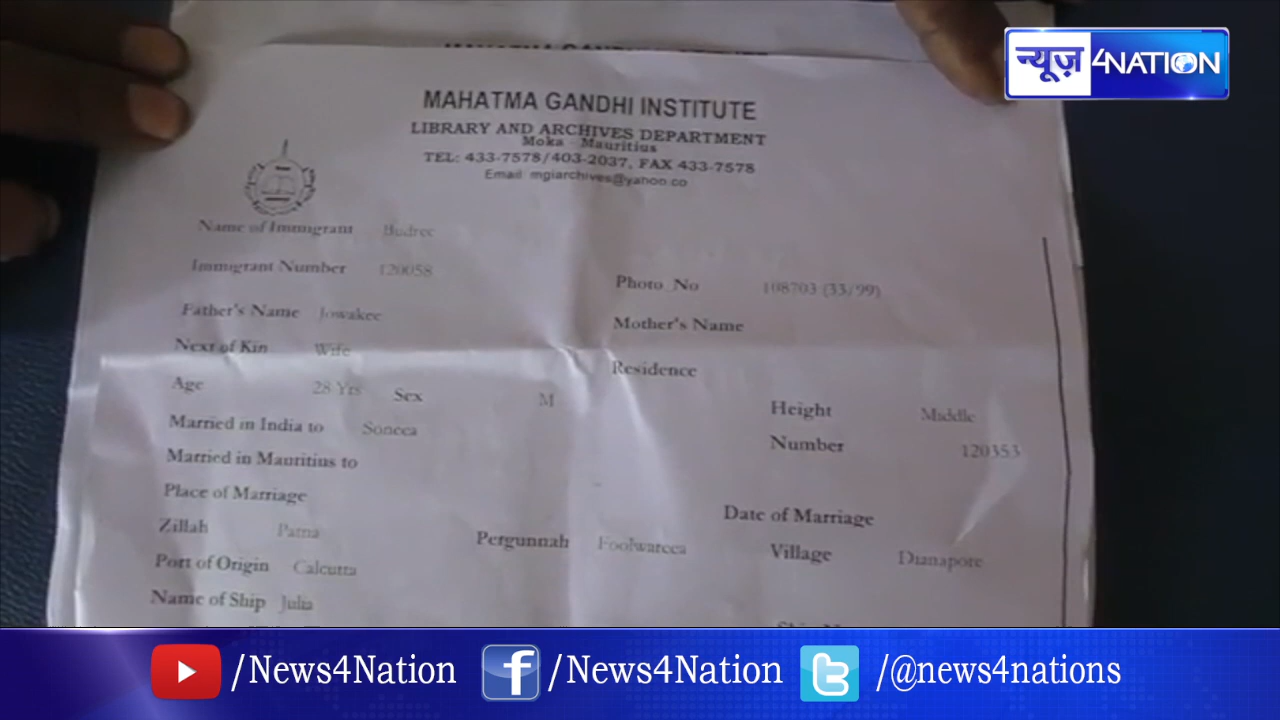 न्यूज़ 4NATION
MAHATMA GANDHI INSTITUTE
LIBRARY AND ARCHIVES DEPARTMENT
Moka - Mauritius
TEL: 433-7578/403-2037, FAX 433-7578
Email mgiarchives@yahoo.co
Name of Immigrant Budree
Immigrant Number 120058
Photo No 108703 (33/99)
Father's Name Jowakee
Mother's Name
Next of Kin Wife
Residence
Age 28 Yrs Sex M
Height Middle
Married in India to Soneea
Number 120353
Married in Mauritius to
Place of Marriage
Date of Marriage
Zillah Patna Pergunnah Foolwareea Village Dianapore
Port of Origin Calcutta
Name of Ship Julia
/News4Nation /News4Nation /@news4nations